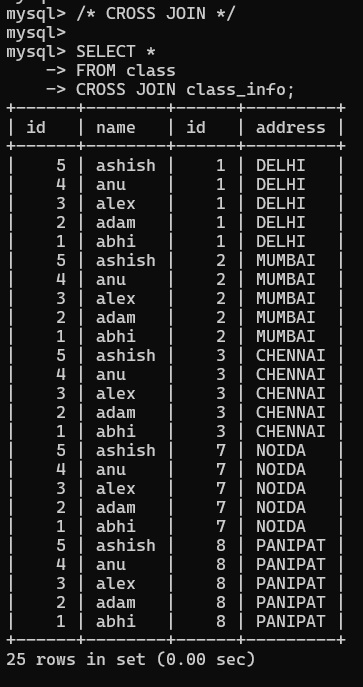 mysql> /* CROSS JOIN */
mysql>
mysql> SELECT *
    -> FROM class
    -> CROSS JOIN class_info;
+------+--------+------+---------+
| id   | name   | id   | address |
+------+--------+------+---------+
|    5 | ashish |    1 | DELHI   |
|    4 | anu    |    1 | DELHI   |
|    3 | alex   |    1 | DELHI   |
|    2 | adam   |    1 | DELHI   |
|    1 | abhi   |    1 | DELHI   |
|    5 | ashish |    2 | MUMBAI  |
|    4 | anu    |    2 | MUMBAI  |
|    3 | alex   |    2 | MUMBAI  |
|    2 | adam   |    2 | MUMBAI  |
|    1 | abhi   |    2 | MUMBAI  |
|    5 | ashish |    3 | CHENNAI |
|    4 | anu    |    3 | CHENNAI |
|    3 | alex   |    3 | CHENNAI |
|    2 | adam   |    3 | CHENNAI |
|    1 | abhi   |    3 | CHENNAI |
|    5 | ashish |    7 | NOIDA   |
|    4 | anu    |    7 | NOIDA   |
|    3 | alex   |    7 | NOIDA   |
|    2 | adam   |    7 | NOIDA   |
|    1 | abhi   |    7 | NOIDA   |
|    5 | ashish |    8 | PANIPAT |
|    4 | anu    |    8 | PANIPAT |
|    3 | alex   |    8 | PANIPAT |
|    2 | adam   |    8 | PANIPAT |
|    1 | abhi   |    8 | PANIPAT |
+------+--------+------+---------+
25 rows in set (0.00 sec)